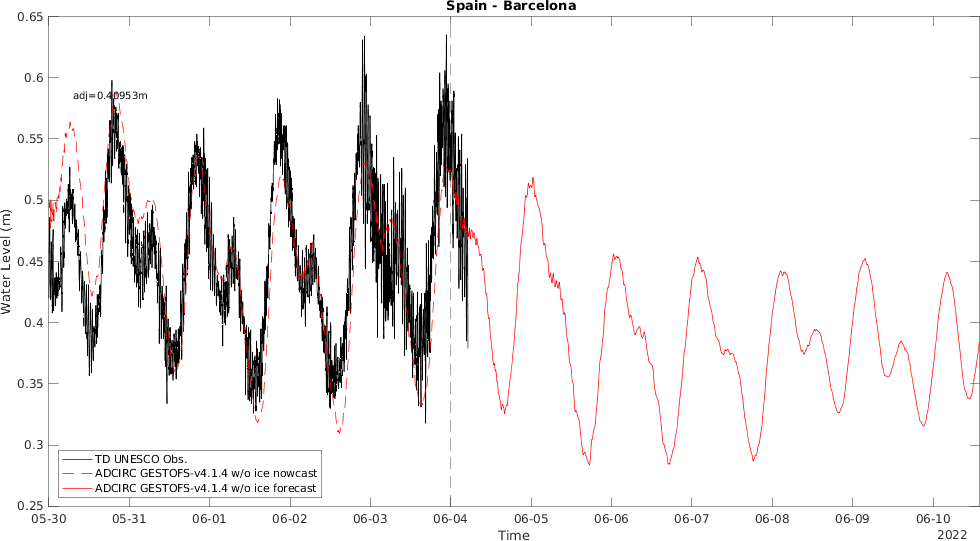 Spain - Barcelona
0.65
0.6
0.55
0.5
0.45
0.4
0.35
0.3
0.25
Water Level (m)
adj=0.40953m
TD UNESCO Obs.
ADCIRC GESTOFS-v4.1.4 w/o ice nowcast
ADCIRC GESTOFS-v4.1.4 w/o ice forecast
05-30 05-31 06-01 06-02 06-03 06-04 06-05 06-06 06-07 06-08 06-09 06-10
2022
Time